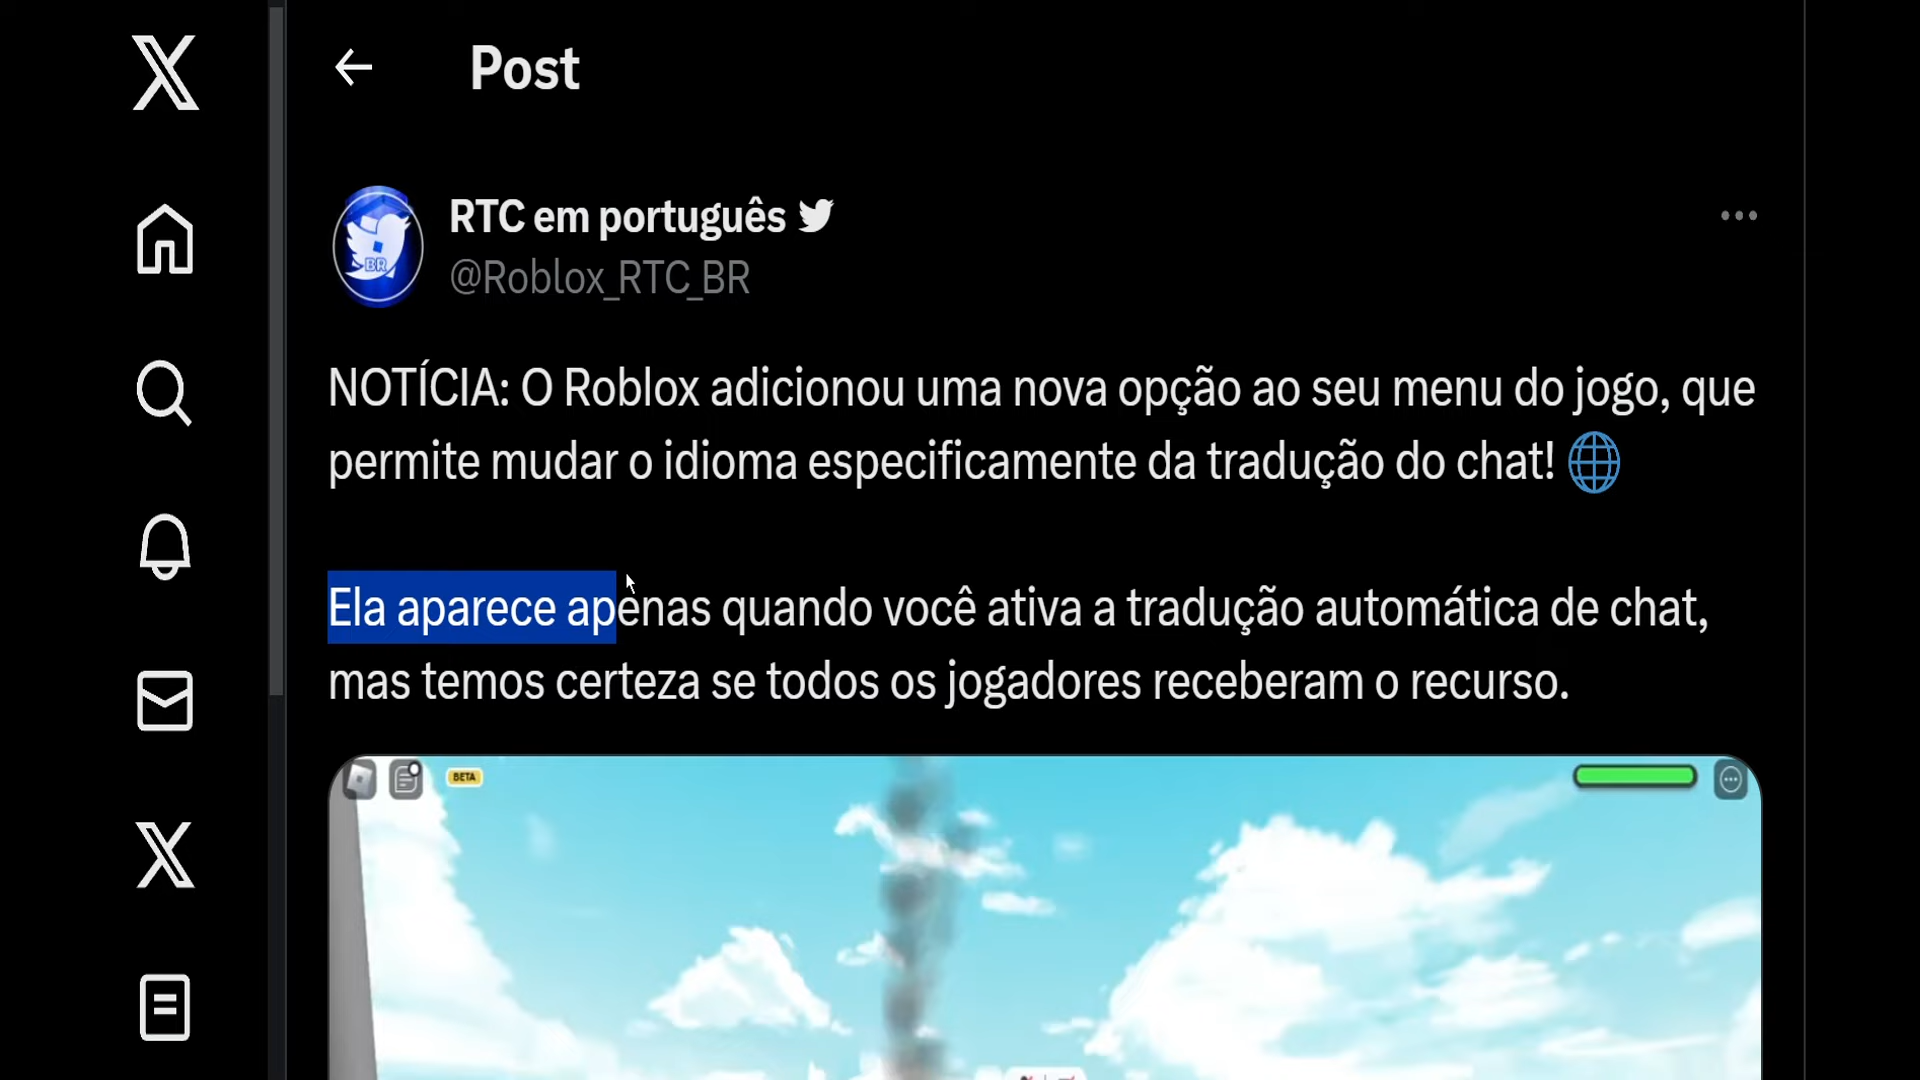 Post
RTC em português
@Roblox_RTC_BR
NOTÍCIA: O Roblox adicionou uma nova opção ao seu menu do jogo, que
permite mudar o idioma especificamente da tradução do chat!
Ela aparece apenas quando você ativa a tradução automática de chat,
mas temos certeza se todos os jogadores receberam o recurso.
BETA
BR